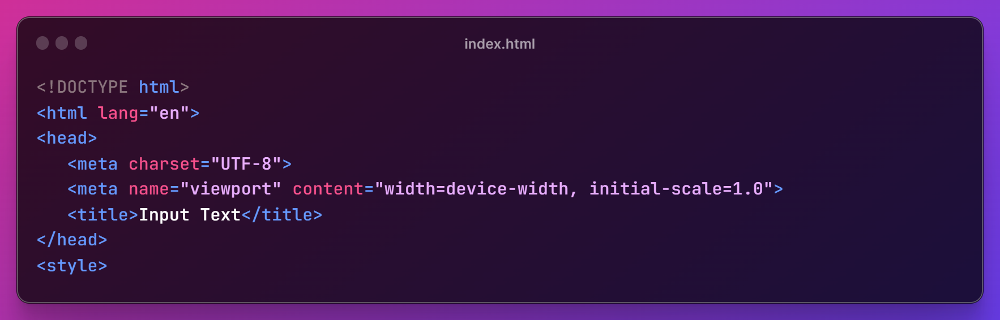 index.html
<!DOCTYPE html>
<html lang="en">
<head>
   <meta charset="UTF-8">
   <meta name="viewport" content="width=device-width, initial-scale=1.0">
   <title>Input Text</title>
</head>
<style>